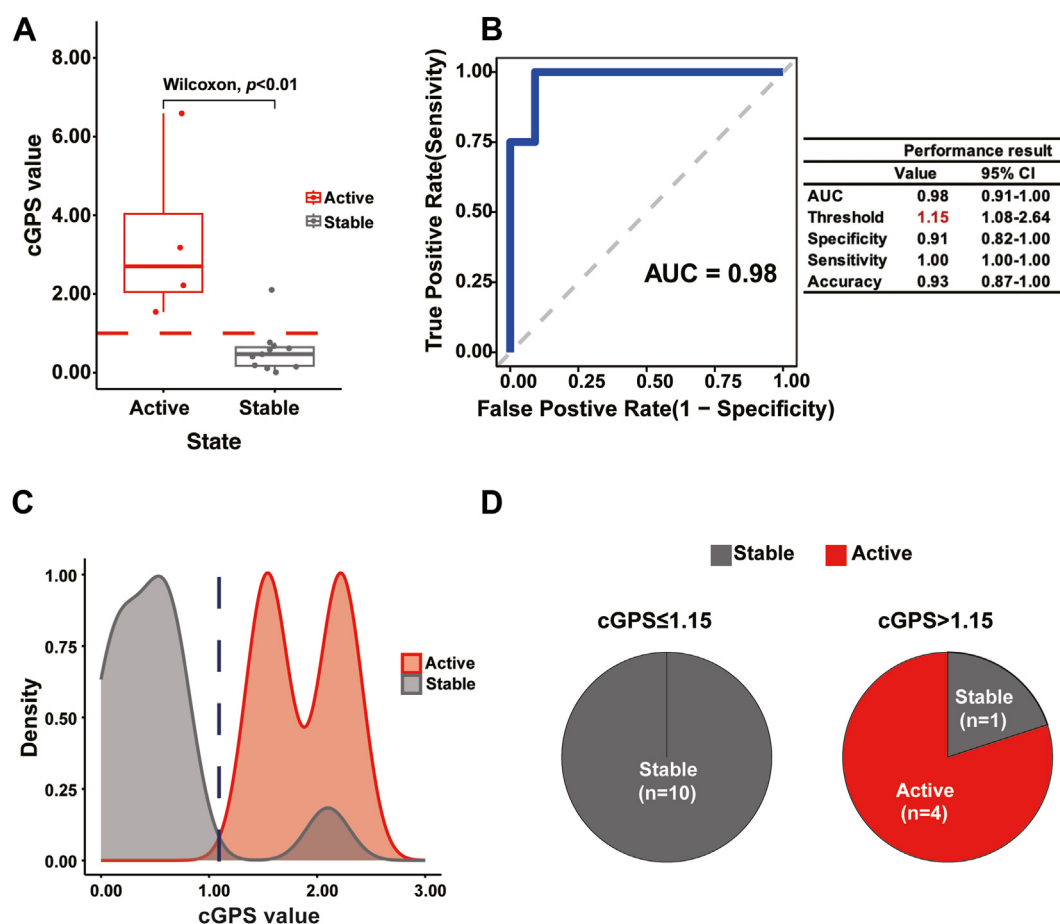 A
8.00
6.00
4.00
2.00
0.00
cGPS value
Wilcoxon, p<0.01
Active
Stable
Active
Stable
State
B
1.00
0.75
0.50
0.25
0.00
True Positive Rate(Sensivity)
AUC = 0.98
0.00 0.25 0.50 0.75 1.00
False Postive Rate(1 − Specificity)
Performance result
Value 95% CI
AUC 0.98 0.91-1.00
Threshold 1.15 1.08-2.64
Specificity 0.91 0.82-1.00
Sensitivity 1.00 1.00-1.00
Accuracy 0.93 0.87-1.00
C
1.00
0.75
0.50
0.25
0.00
Density
Active
Stable
0.00 1.00 2.00 3.00
cGPS value
D
Stable Active
cGPS≤1.15
Stable
(n=10)
cGPS>1.15
Stable
(n=1)
Active
(n=4)